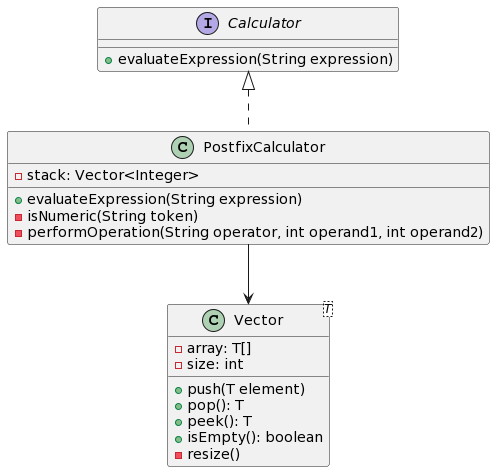 I Calculator
evaluateExpression(String expression)
C PostfixCalculator
stack: Vector<Integer>
evaluateExpression(String expression)
isNumeric(String token)
performOperation(String operator, int operand1, int operand2)
C Vector T
array: T[]
size: int
push(T element)
pop(): T
peek(): T
isEmpty(): boolean
resize()